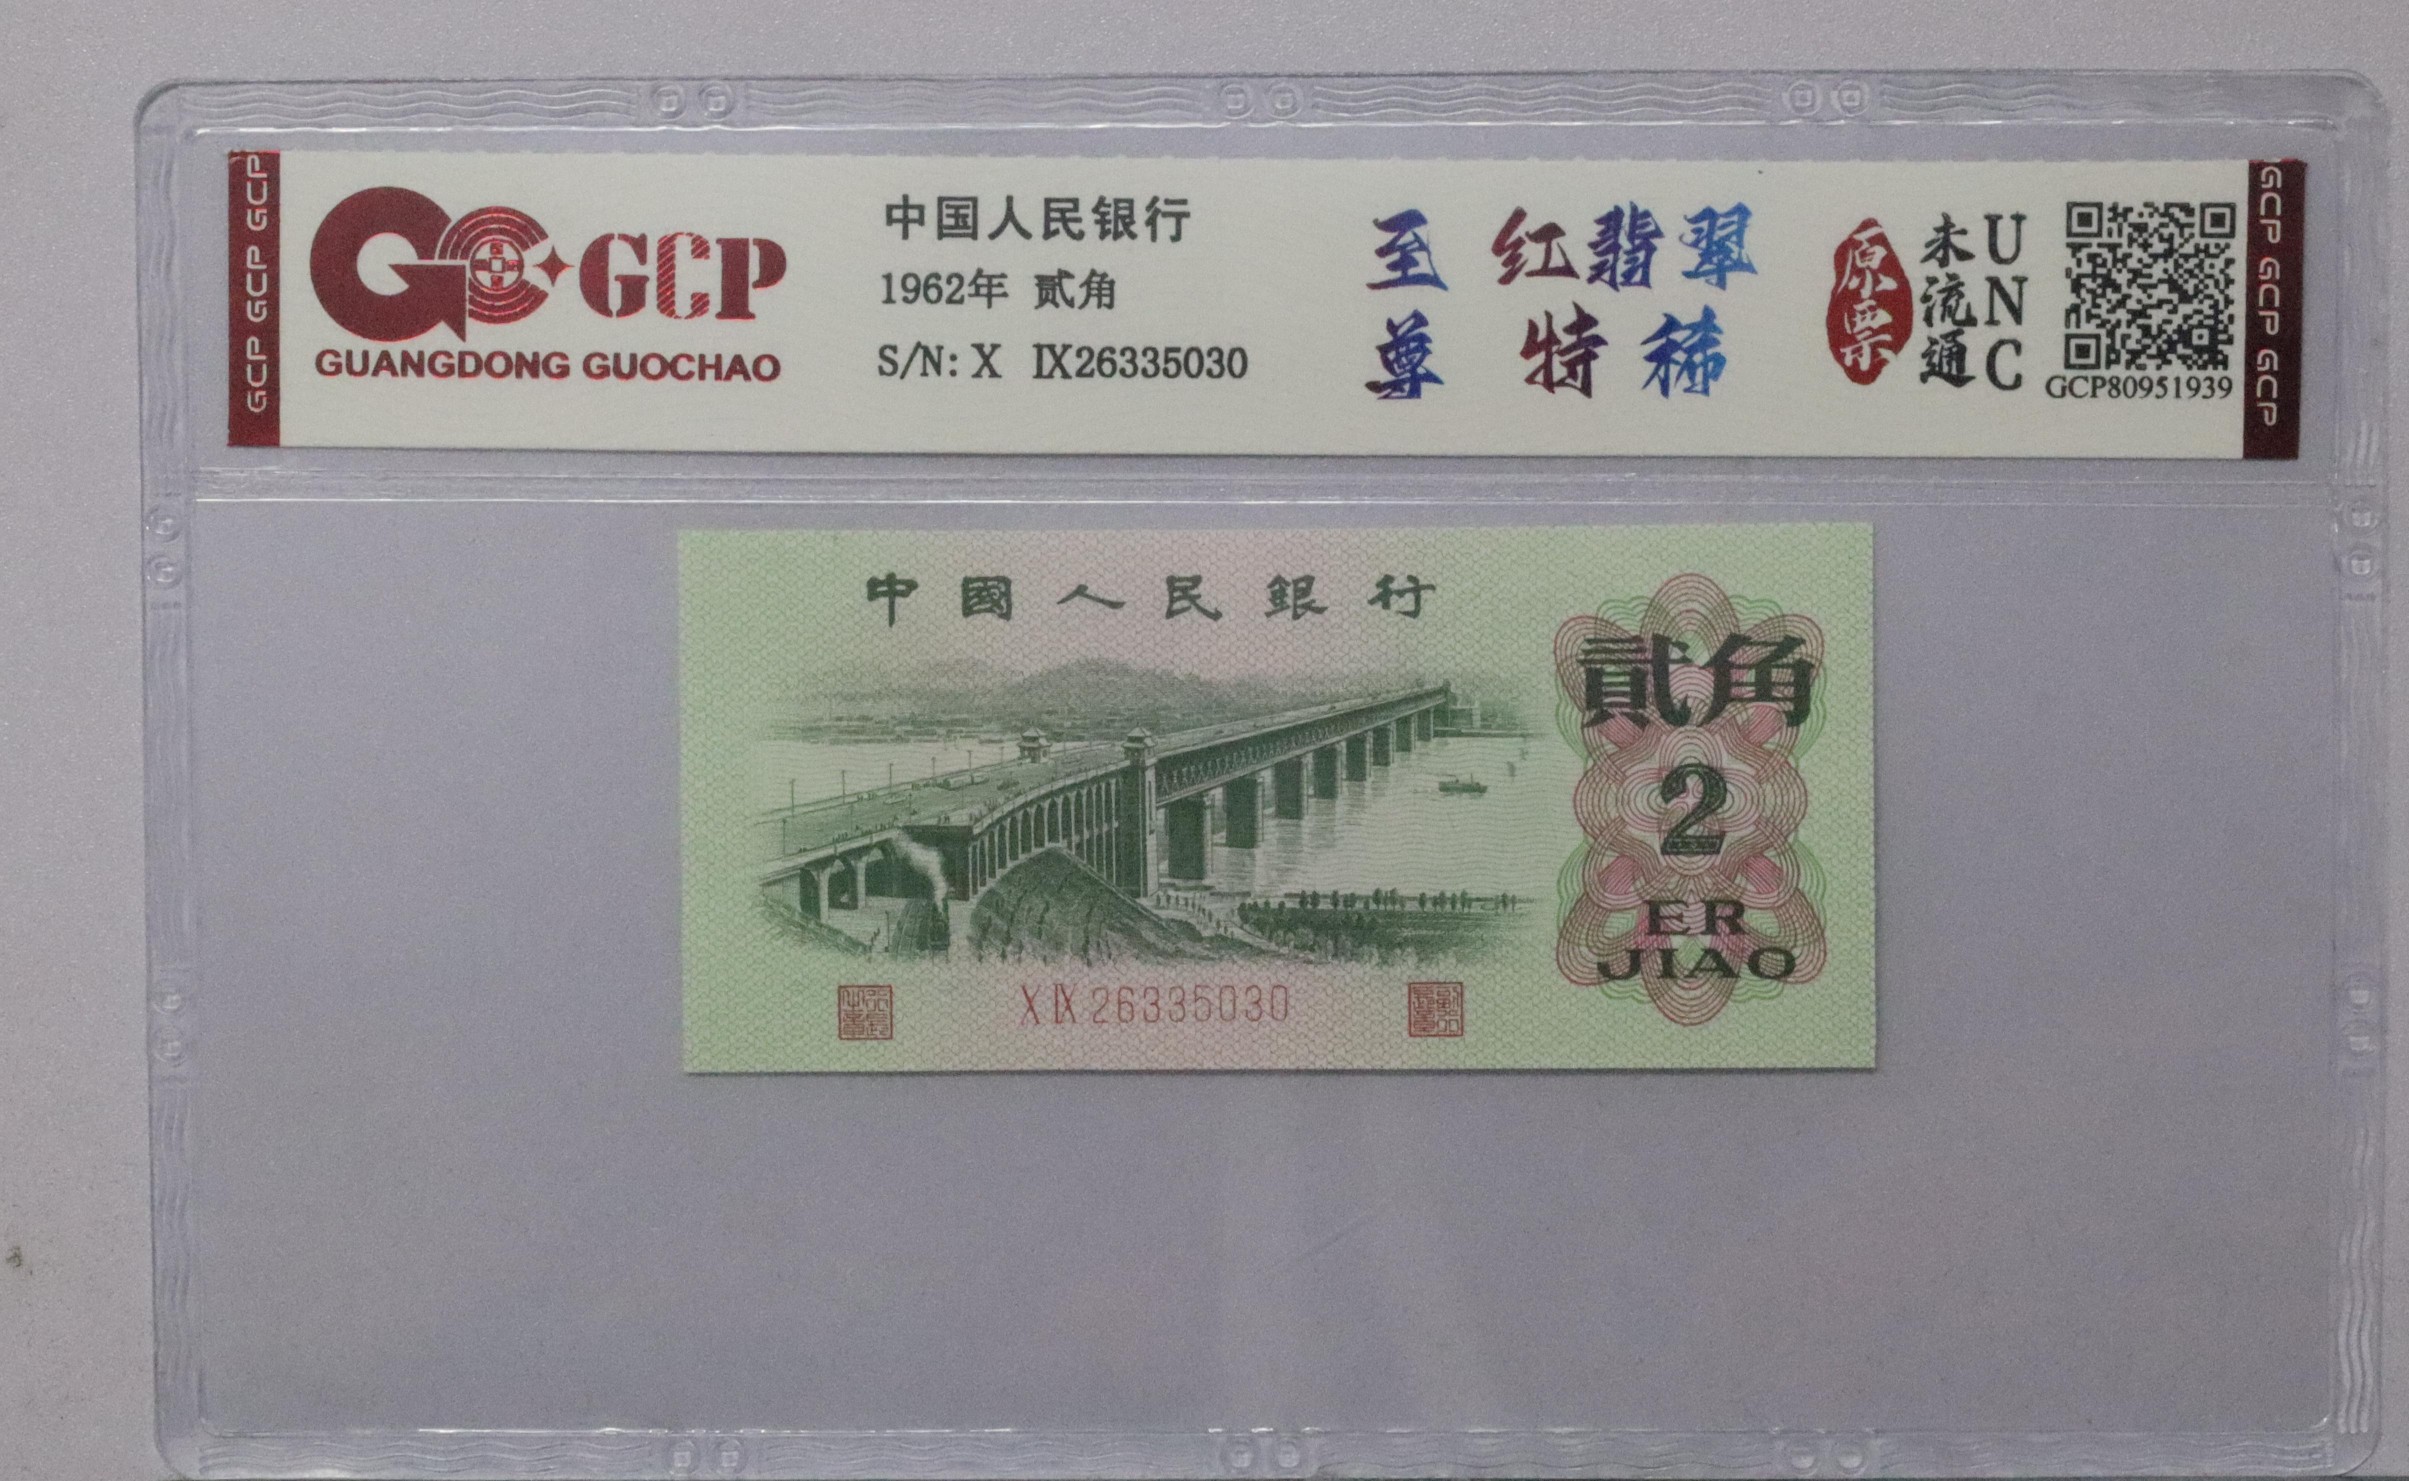 GCP GCP GCP
GCP
GUANGDONG GUOCHAO
中国人民银行
1962年 贰角
S/N: X IX26335030
至尊
红翡翠
特稀
原票
未流通
UNC
GCP80951939
GCP GCP GCP
中國人民銀行
貳角
2
ER
JIAO
X IX 26335030